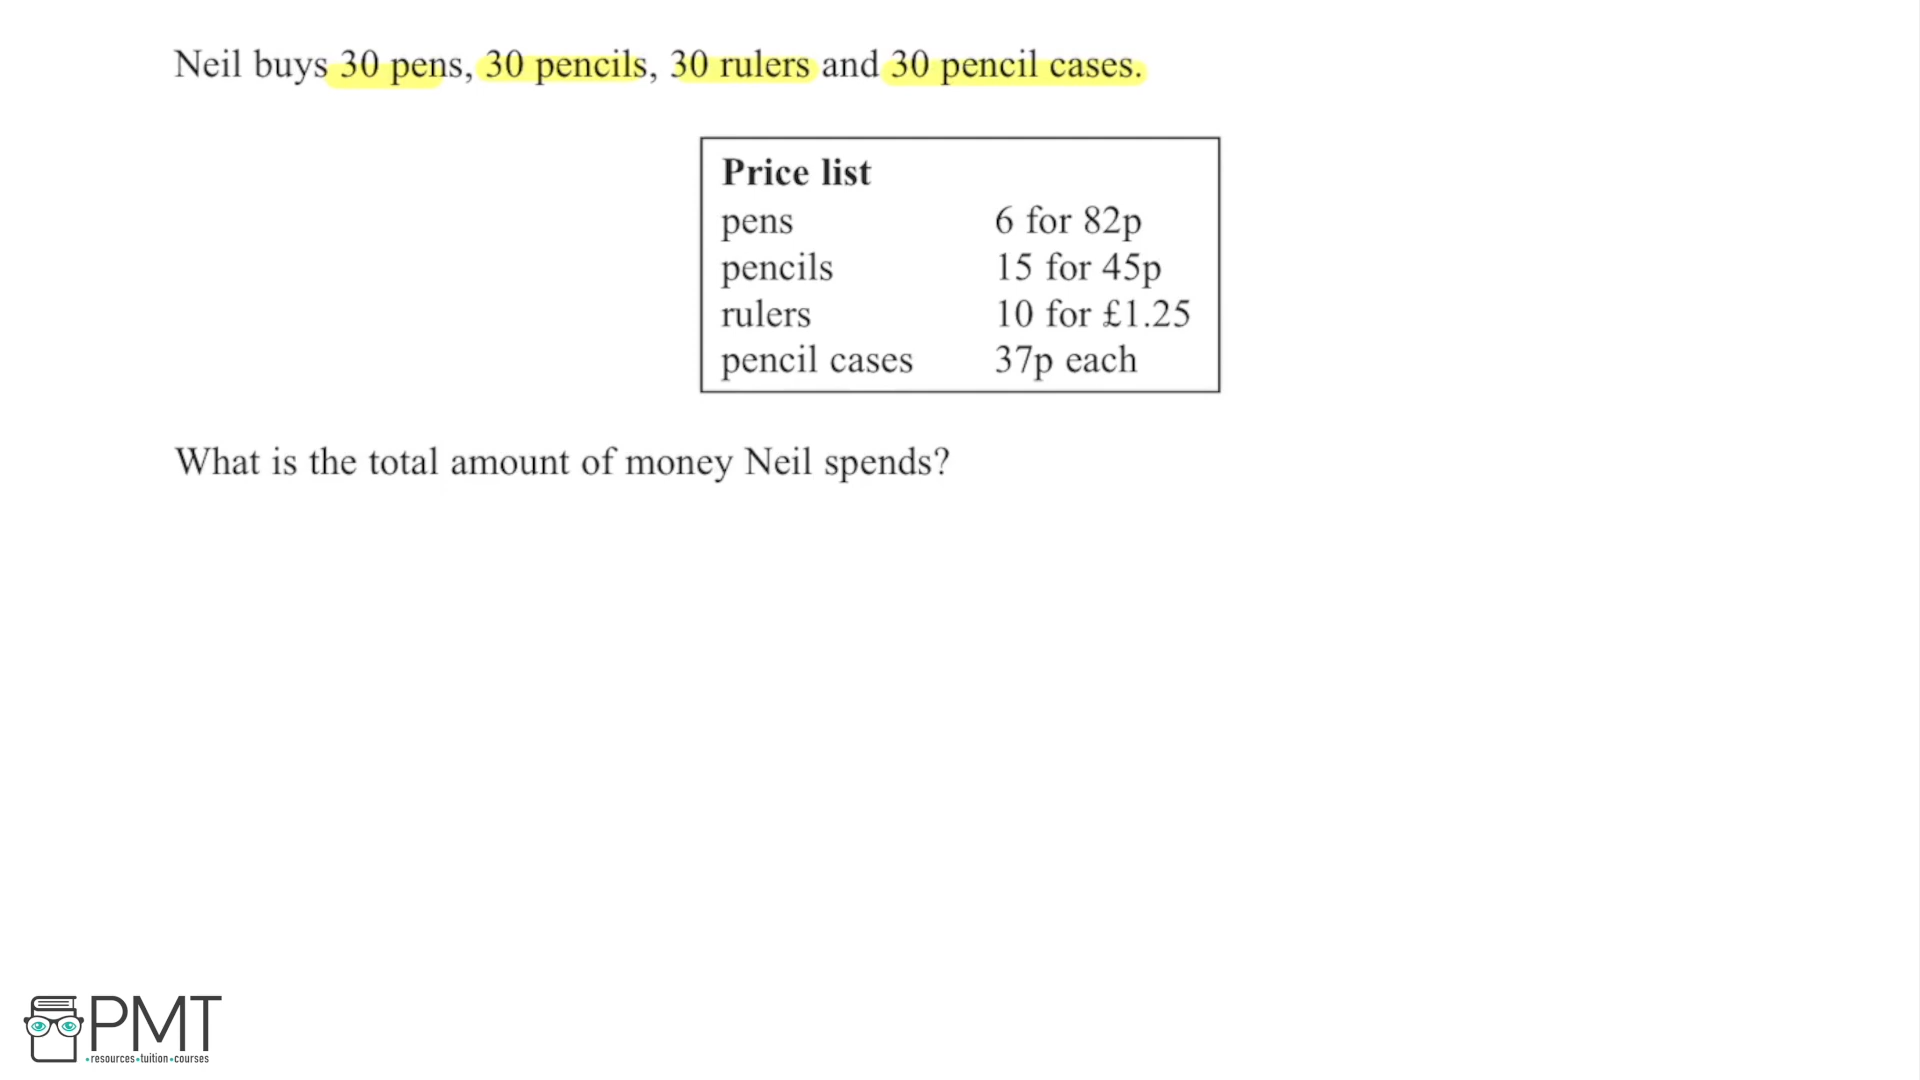 Neil buys 30 pens, 30 pencils, 30 rulers and 30 pencil cases.
Price list
pens 6 for 82p
pencils 15 for 45p
rulers 10 for £1.25
pencil cases 37p each
What is the total amount of money Neil spends?
PMT
•resources•tuition•courses